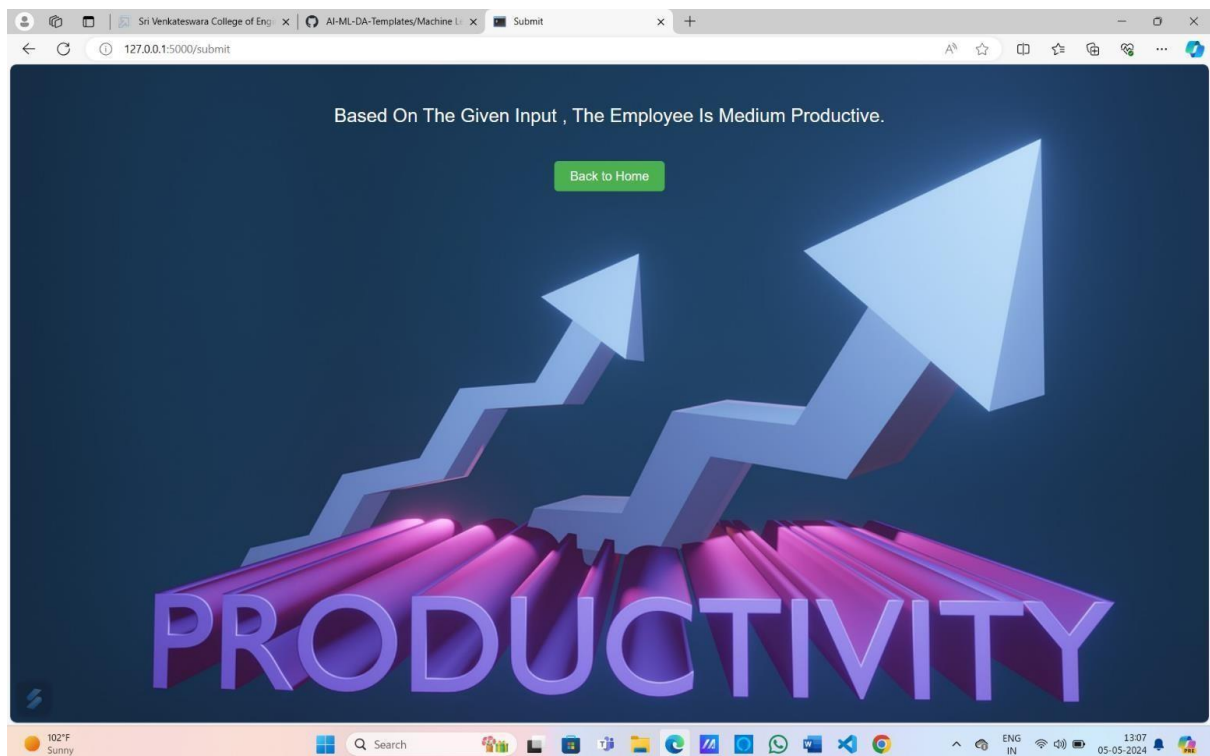 Sri Venkateswara College of Eng
AI-ML-DA-Templates/Machine Le
Submit
127.0.0.1:5000/submit
Based On The Given Input , The Employee Is Medium Productive.
Back to Home
PRODUCTIVITY
102°F
Sunny
Search
ENG
IN
13:07
05-05-2024